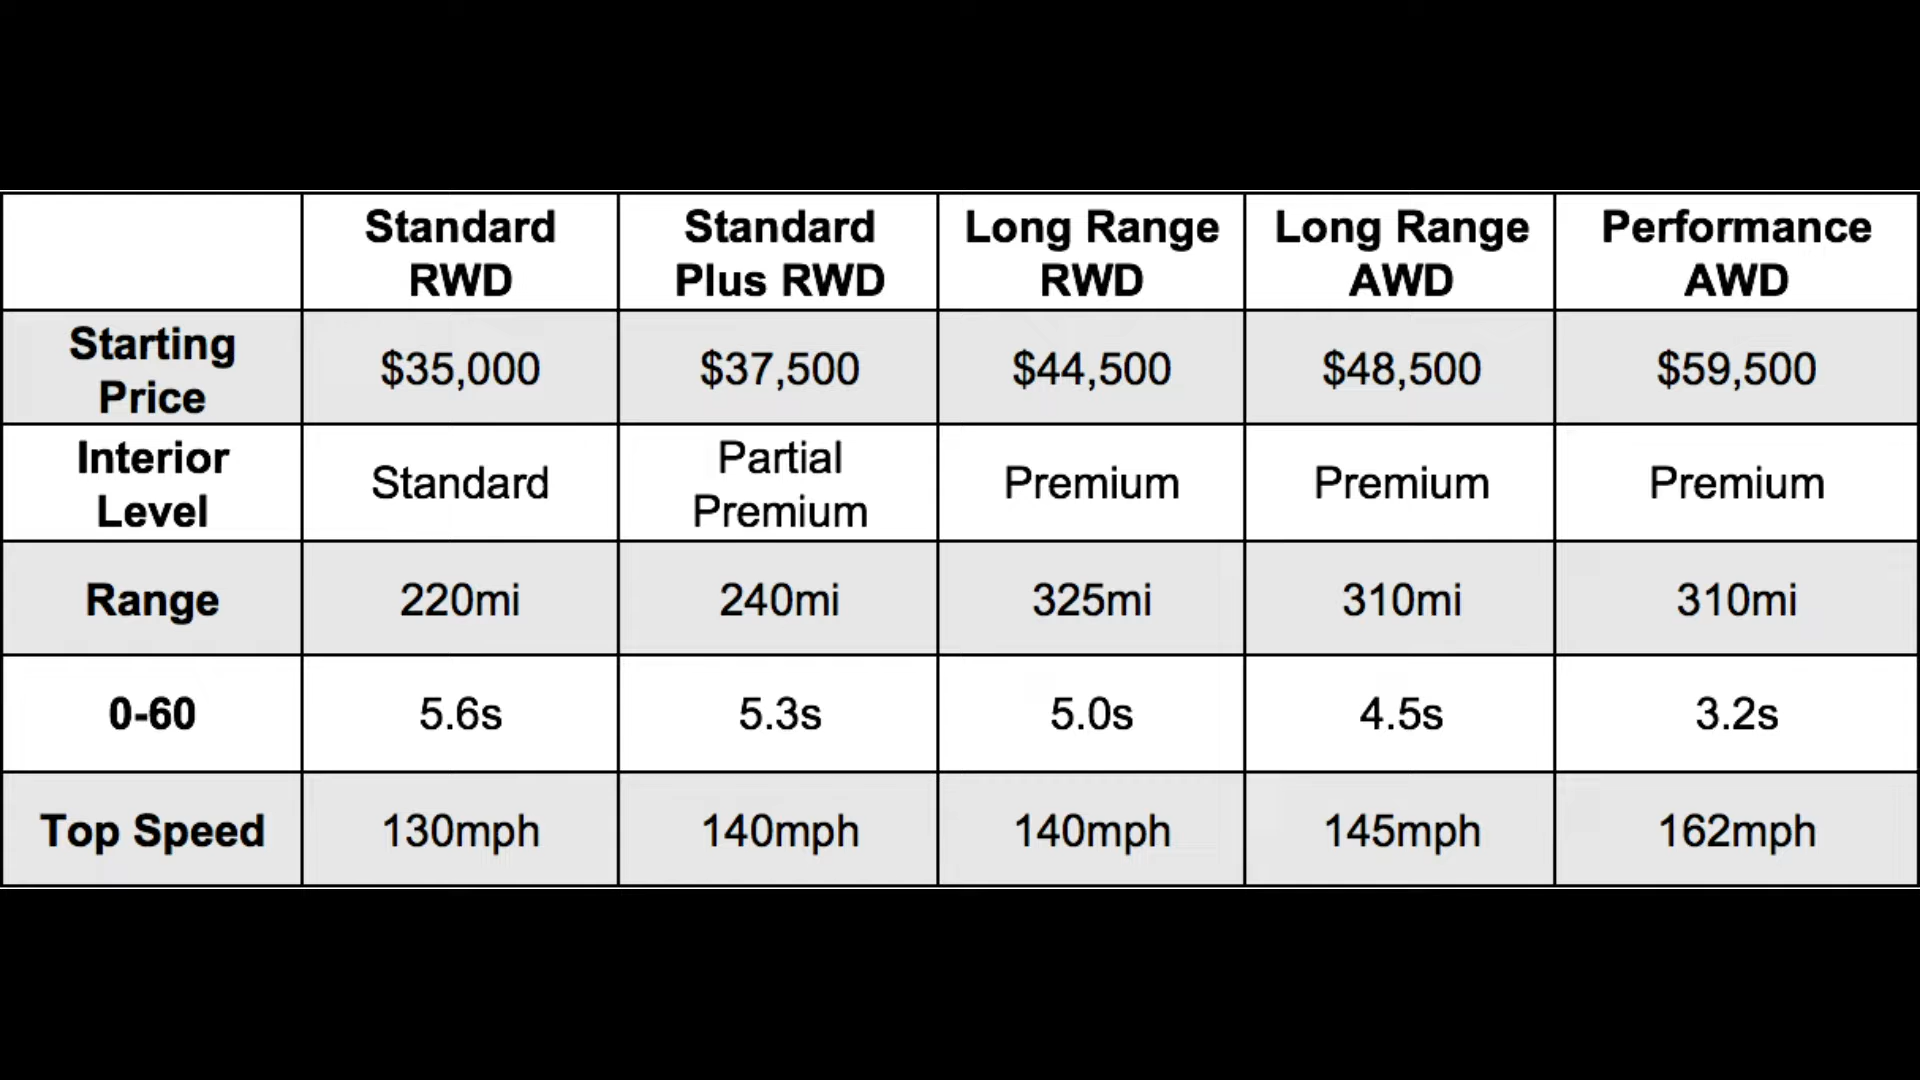 Standard RWD | Standard Plus RWD | Long Range RWD | Long Range AWD | Performance AWD
Starting Price | $35,000 | $37,500 | $44,500 | $48,500 | $59,500
Interior Level | Standard | Partial Premium | Premium | Premium | Premium
Range | 220mi | 240mi | 325mi | 310mi | 310mi
0-60 | 5.6s | 5.3s | 5.0s | 4.5s | 3.2s
Top Speed | 130mph | 140mph | 140mph | 145mph | 162mph